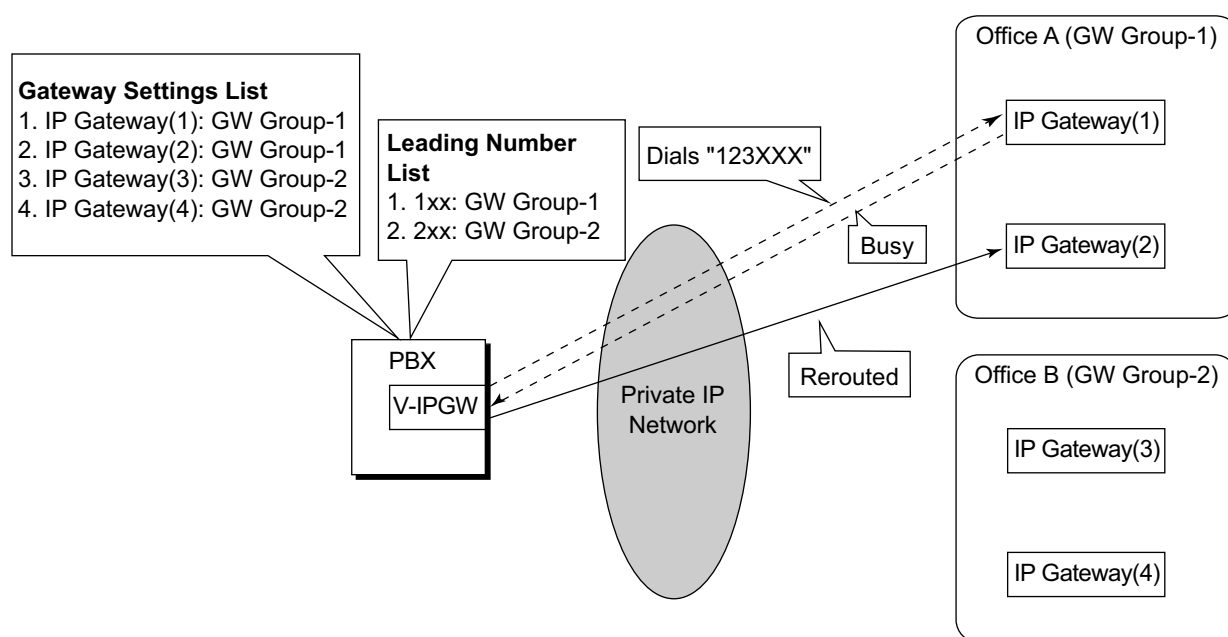 Gateway Settings List
1. IP Gateway(1): GW Group-1
2. IP Gateway(2): GW Group-1
3. IP Gateway(3): GW Group-2
4. IP Gateway(4): GW Group-2
Leading Number
List
1. 1xx: GW Group-1
2. 2xx: GW Group-2
PBX
V-IPGW
Private IP
Network
Dials "123XXX"
Busy
Rerouted
Office A (GW Group-1)
IP Gateway(1)
IP Gateway(2)
Office B (GW Group-2)
IP Gateway(3)
IP Gateway(4)